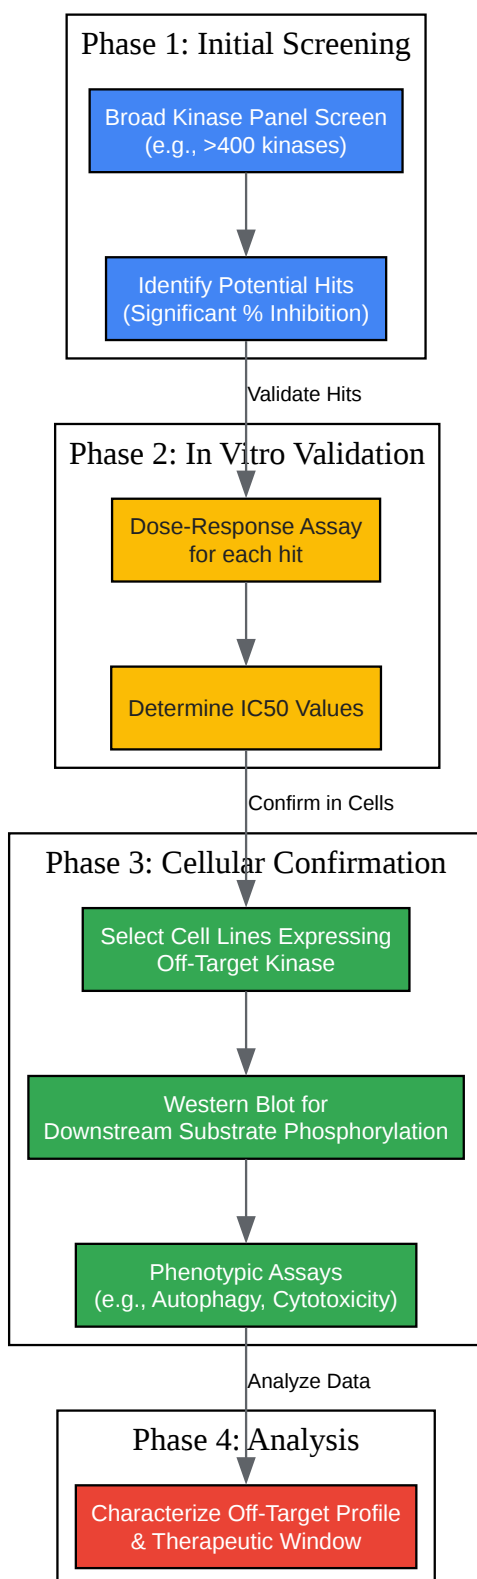 Phase 1: Initial Screening
Broad Kinase Panel Screen
(e.g., >400 kinases)
Identify Potential Hits
(Significant % Inhibition)
Validate Hits
Phase 2: In Vitro Validation
Dose-Response Assay
for each hit
Determine IC50 Values
Confirm in Cells
Phase 3: Cellular Confirmation
Select Cell Lines Expressing
Off-Target Kinase
Western Blot for
Downstream Substrate Phosphorylation
Phenotypic Assays
(e.g., Autophagy, Cytotoxicity)
Analyze Data
Phase 4: Analysis
Characterize Off-Target Profile
& Therapeutic Window